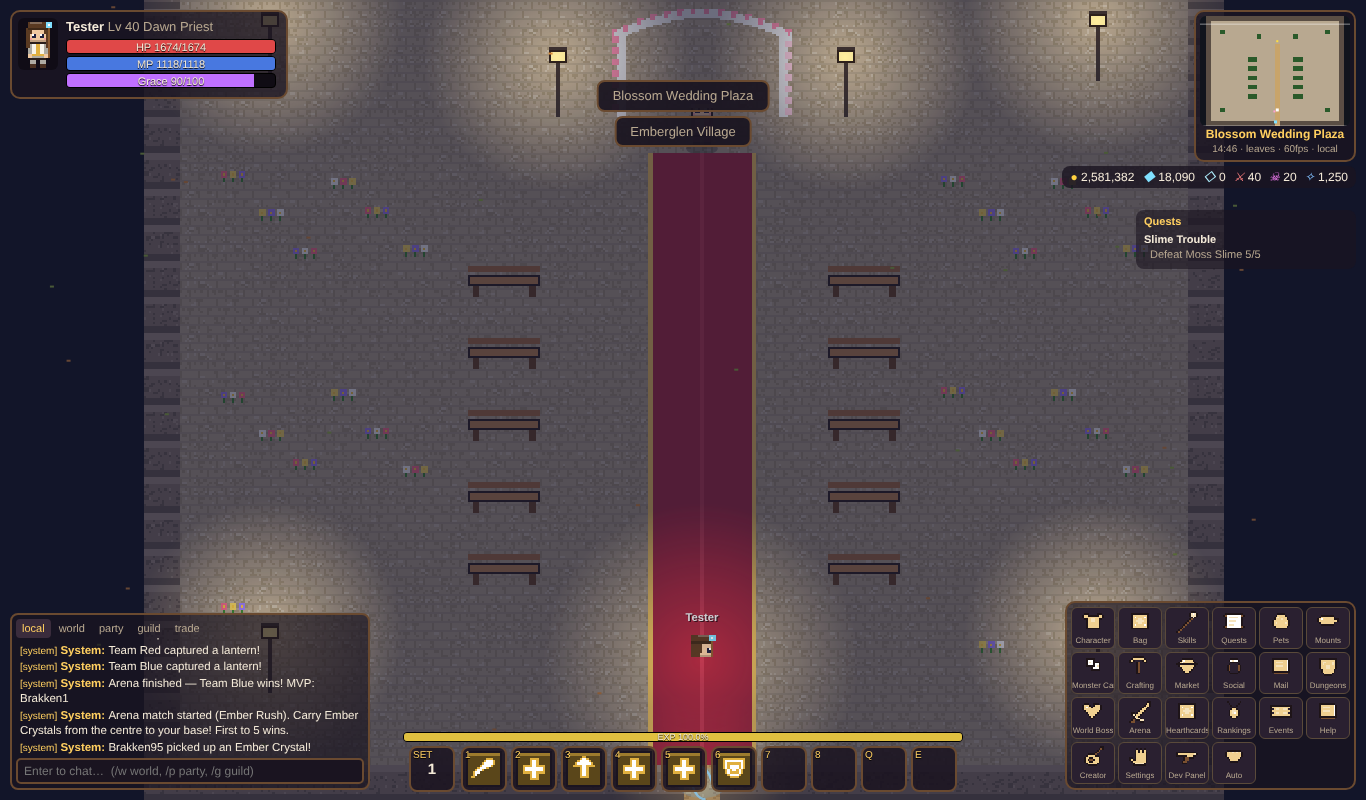 Tester Lv 40 Dawn Priest
HP 1674/1674
MP 1118/1118
Grace 90/100
Blossom Wedding Plaza
Emberglen Village
Blossom Wedding Plaza
14:46 · leaves · 60fps · local
2,581,382 18,090 0 40 20 1,250
Quests
Slime Trouble
Defeat Moss Slime 5/5
Tester
local world party guild trade
[system] System: Team Red captured a lantern!
[system] System: Team Blue captured a lantern!
[system] System: Arena finished — Team Blue wins! MVP:
Brakken1
[system] System: Arena match started (Ember Rush). Carry Ember
Crystals from the centre to your base! First to 5 wins.
[system] System: Brakken95 picked up an Ember Crystal!
Enter to chat… (/w world, /p party, /g guild)
EXP 100.0%
SET 1 2 3 4 5 6 7 8 Q E
1
Character Bag Skills Quests Pets Mounts
Monster Ca Crafting Market Social Mail Dungeons
World Boss Arena Hearthcards Rankings Events Help
Creator Settings Dev Panel Auto